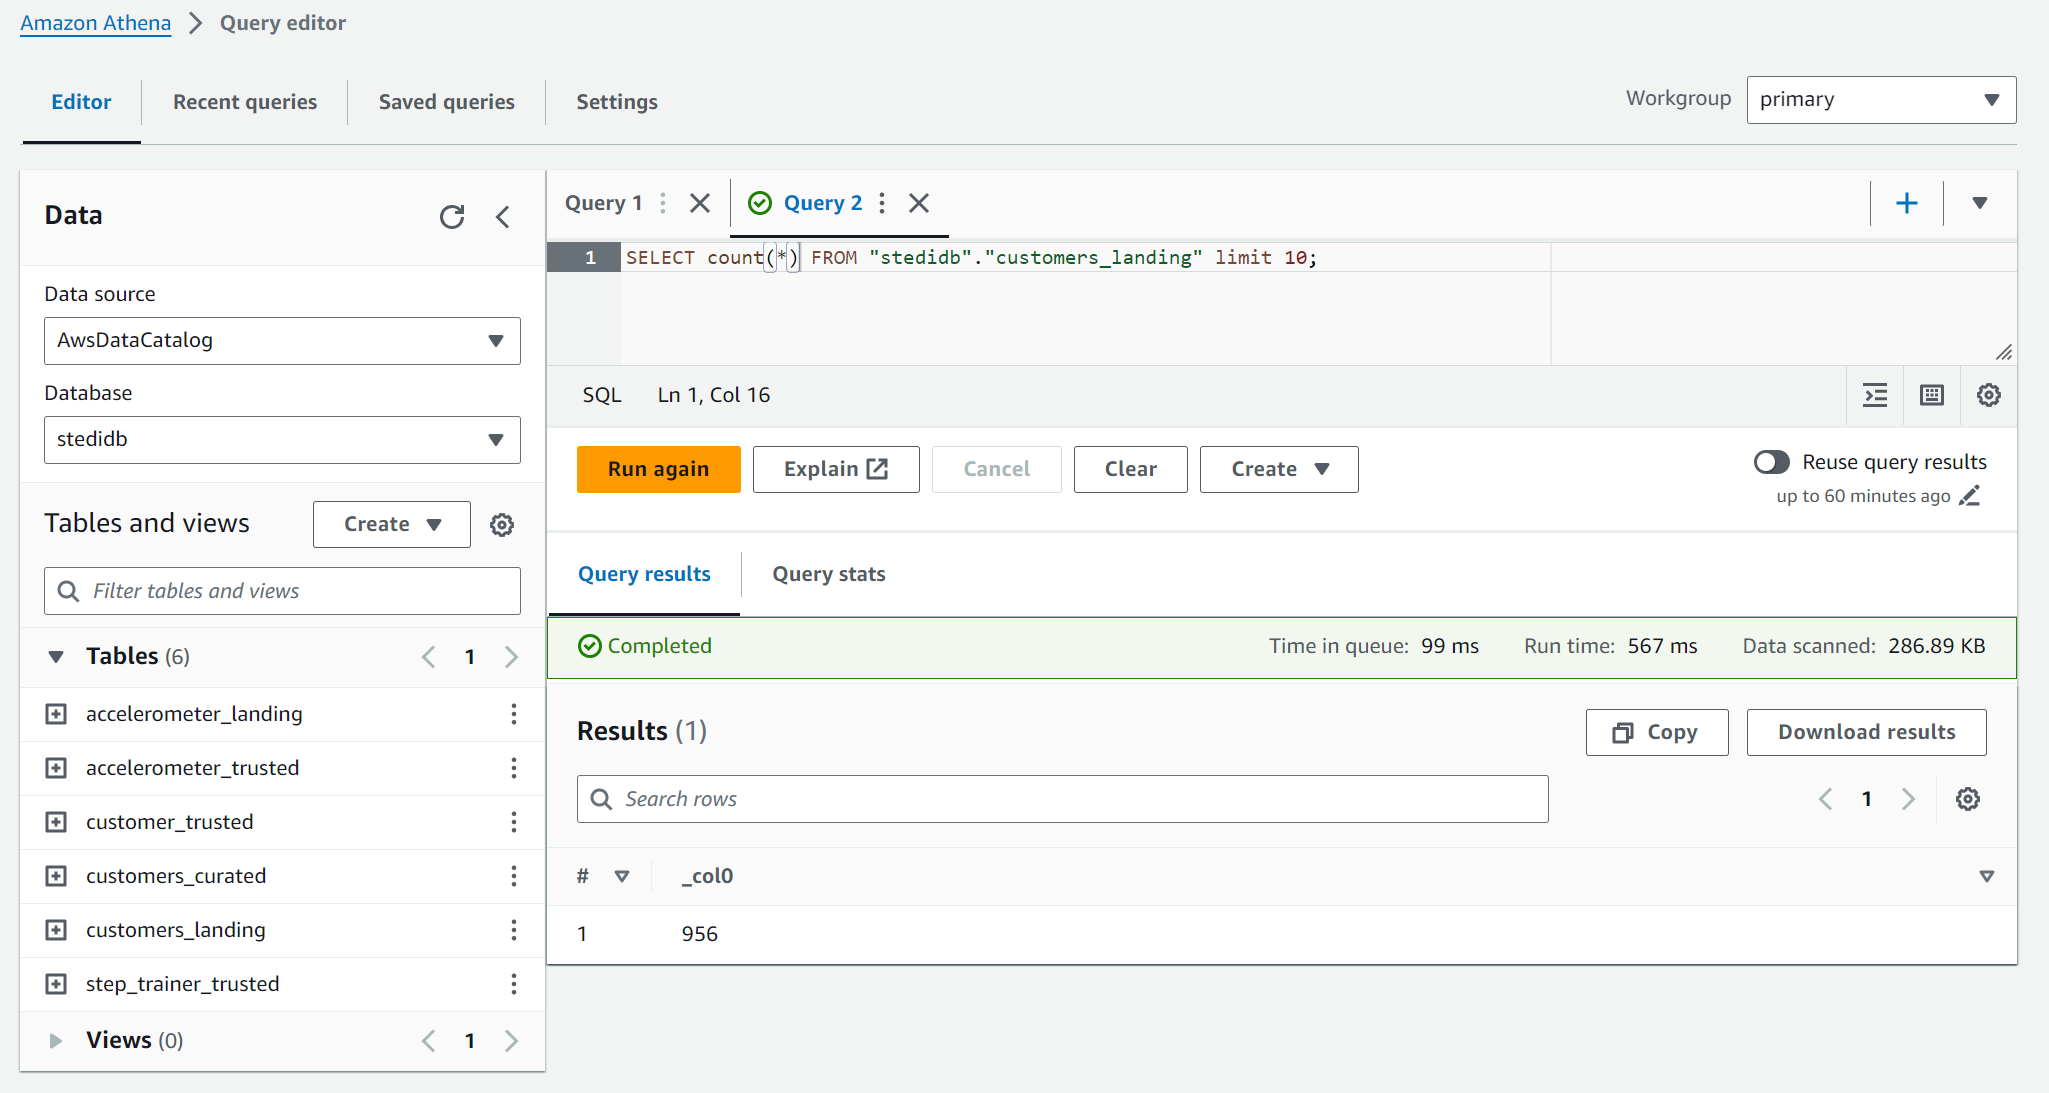 Amazon Athena > Query editor
Editor
Recent queries
Saved queries
Settings
Workgroup
primary
Data
Data source
AwsDataCatalog
Database
stedidb
Tables and views
Create
Filter tables and views
Tables (6)
1
accelerometer_landing
accelerometer_trusted
customer_trusted
customers_curated
customers_landing
step_trainer_trusted
Views (0)
1
Query 1
Query 2
1 SELECT count(*) FROM "stedidb"."customers_landing" limit 10;
SQL Ln 1, Col 16
Run again
Explain
Cancel
Clear
Create
Reuse query results
up to 60 minutes ago
Query results
Query stats
Completed
Time in queue: 99 ms Run time: 567 ms Data scanned: 286.89 KB
Results (1)
Copy
Download results
Search rows
1
# _col0
1 956